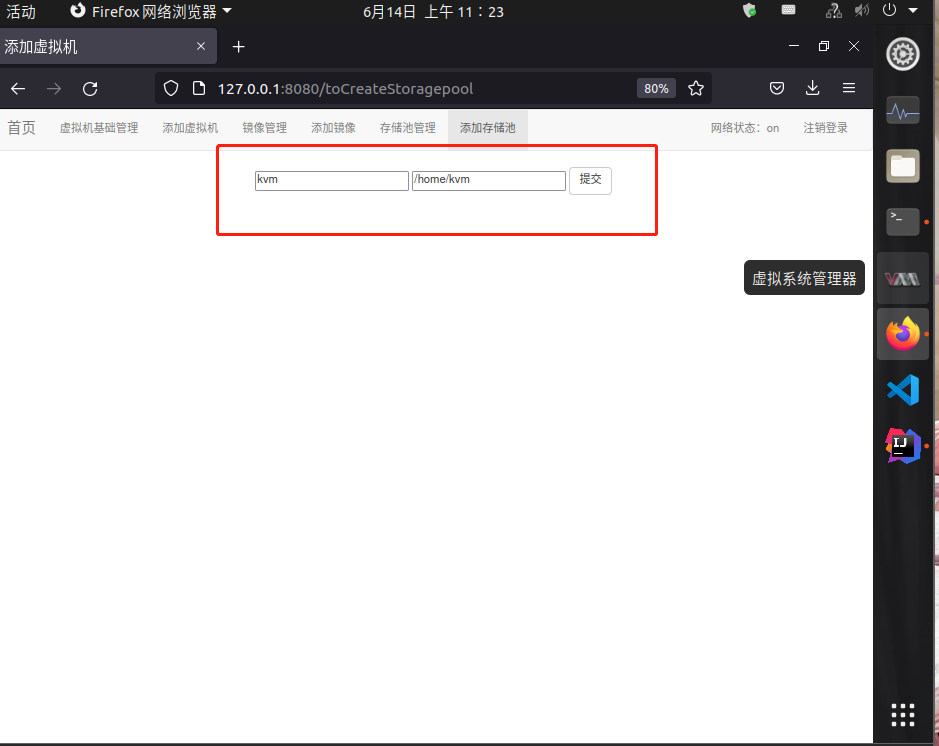 活动 Firefox 网络浏览器 6月14日 上午 11：23
添加虚拟机
127.0.0.1:8080/toCreateStoragepool 80%
首页 虚拟机基础管理 添加虚拟机 镜像管理 添加镜像 存储池管理 添加存储池 网络状态：on 注销登录
kvm /home/kvm 提交
虚拟系统管理器